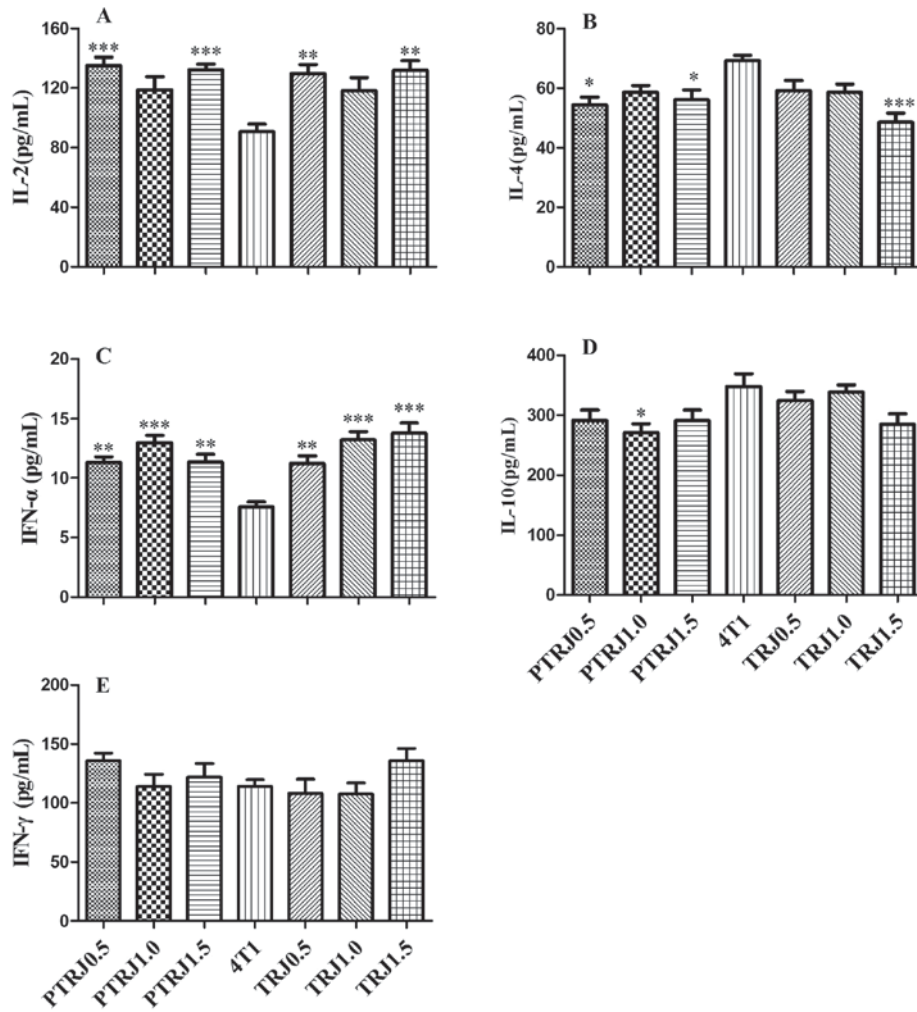 A
IL-2(pg/mL)
160
120
80
40
0
*** *** ** **
B
IL-4(pg/mL)
80
60
40
20
0
* * ***
C
IFN-α (pg/mL)
20
15
10
5
0
** *** ** ** *** ***
D
IL-10(pg/mL)
400
300
200
100
0
*
PTRJ0.5
PTRJ1.0
PTRJ1.5
4T1
TRJ0.5
TRJ1.0
TRJ1.5
E
IFN-γ (pg/mL)
200
150
100
50
0
PTRJ0.5
PTRJ1.0
PTRJ1.5
4T1
TRJ0.5
TRJ1.0
TRJ1.5